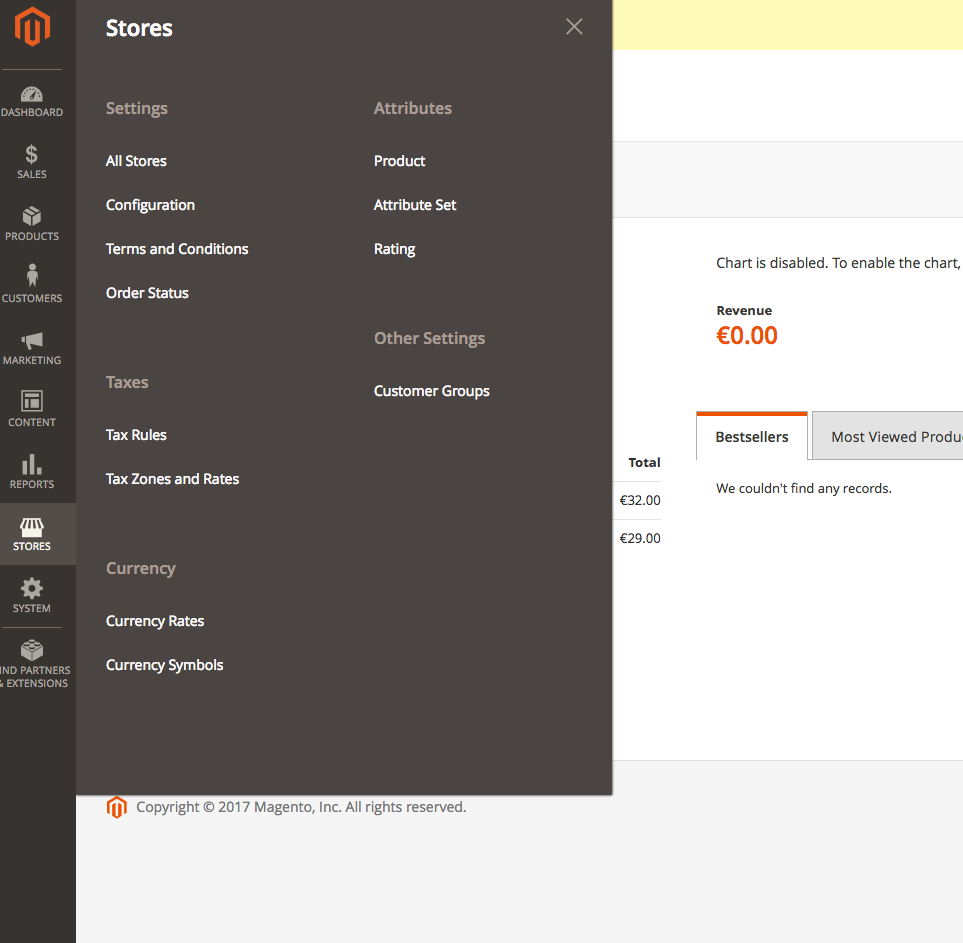 DASHBOARD
SALES
PRODUCTS
CUSTOMERS
MARKETING
CONTENT
REPORTS
STORES
SYSTEM
IND PARTNERS
& EXTENSIONS
Stores
Settings
All Stores
Configuration
Terms and Conditions
Order Status
Taxes
Tax Rules
Tax Zones and Rates
Currency
Currency Rates
Currency Symbols
Attributes
Product
Attribute Set
Rating
Other Settings
Customer Groups
Chart is disabled. To enable the chart,
Revenue
€0.00
Total
€32.00
€29.00
Bestsellers
Most Viewed Produ
We couldn't find any records.
Copyright © 2017 Magento, Inc. All rights reserved.